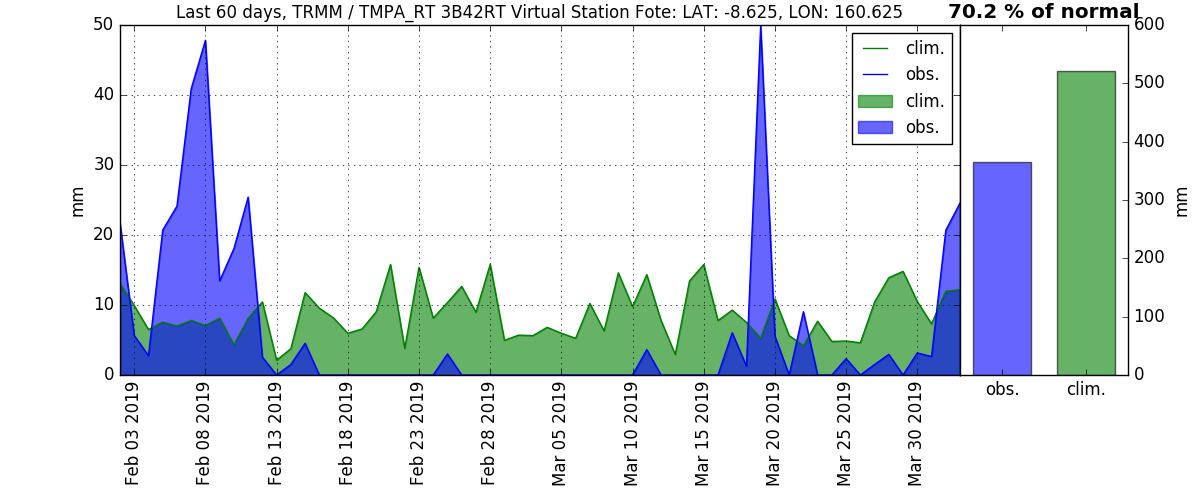 Last 60 days, TRMM / TMPA_RT 3B42RT Virtual Station Fote: LAT: -8.625, LON: 160.625
70.2 % of normal
50
40
30
20
10
0
mm
clim.
obs.
clim.
obs.
600
500
400
300
200
100
0
mm
Feb 03 2019
Feb 08 2019
Feb 13 2019
Feb 18 2019
Feb 23 2019
Feb 28 2019
Mar 05 2019
Mar 10 2019
Mar 15 2019
Mar 20 2019
Mar 25 2019
Mar 30 2019
obs.
clim.